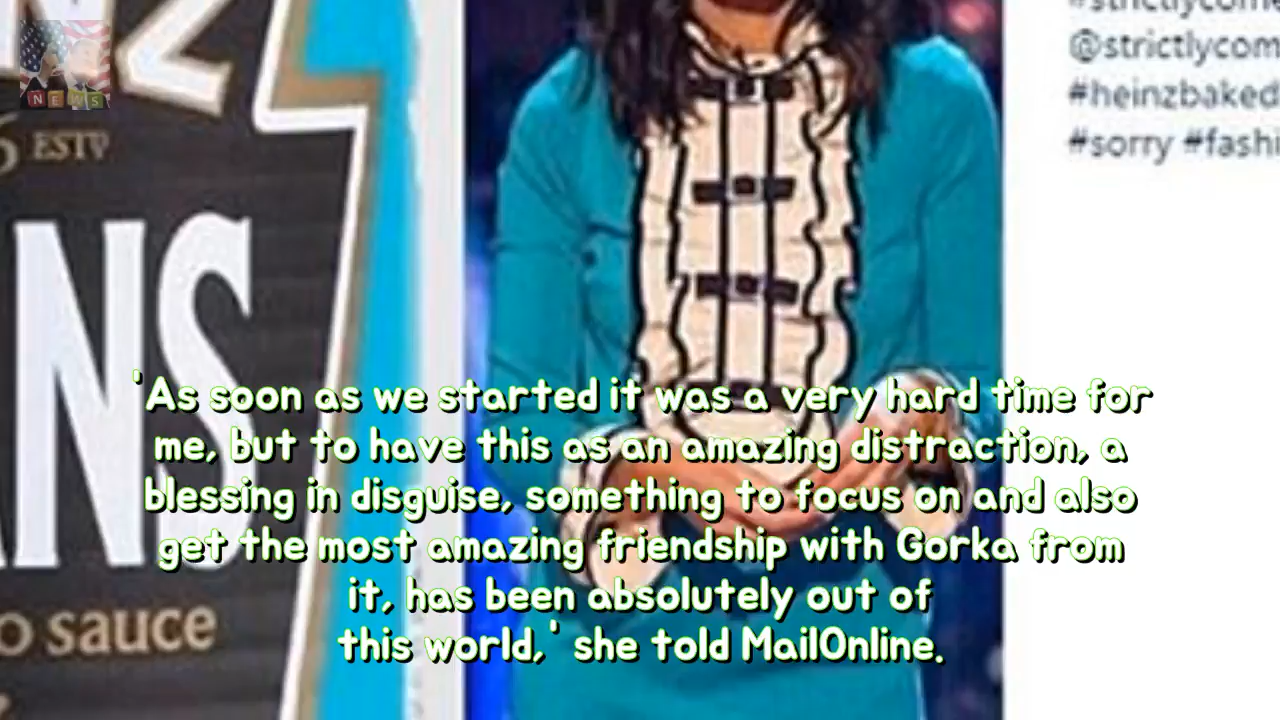 NZ
NEWS
ESTD
ANS
o sauce
#strictlycome
@strictlycom
#heinzbaked
#sorry #fashi
'As soon as we started it was a very hard time for
me, but to have this as an amazing distraction, a
blessing in disguise, something to focus on and also
get the most amazing friendship with Gorka from
it, has been absolutely out of
this world,' she told MailOnline.